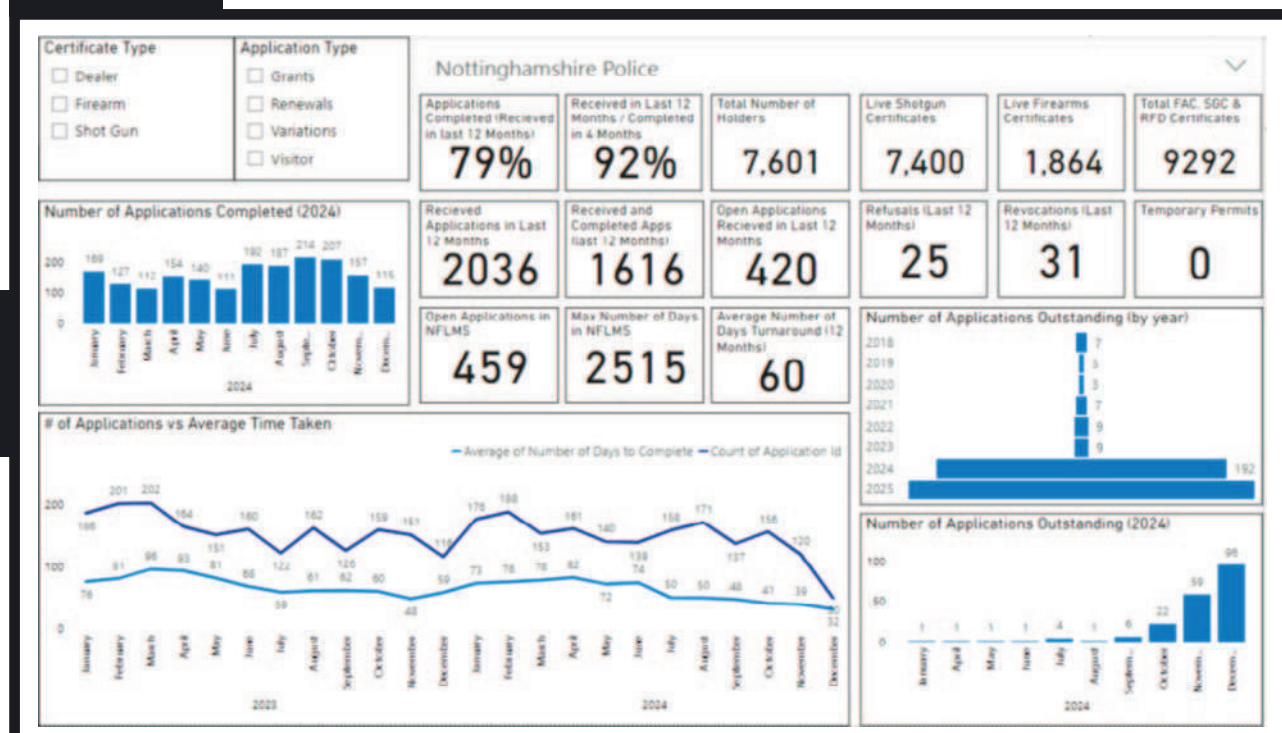 Certificate Type
Dealer
Firearm
Shot Gun
Application Type
Grants
Renewals
Variations
Visitor
Nottinghamshire Police
Applications
Completed (Recieved
in last 12 Months)
79%
Received in Last 12
Months / Completed
in 4 Months
92%
Total Number of
Holders
7,601
Live Shotgun
Certificates
7,400
Live Firearms
Certificates
1,864
Total FAC, SGC &
RFD Certificates
9292
Number of Applications Completed (2024)
200
100
0
169 127 112 154 140 111 192 187 214 207 157 115
January
February
March
April
May
June
July
August
Septe...
October
Novem...
Decem...
2024
Recieved
Applications in Last
12 Months
2036
Received and
Completed Apps
(last 12 Months)
1616
Open Applications
Recieved in Last 12
Months
420
Refusals (Last 12
Months)
25
Revocations (Last
12 Months)
31
Temporary Permits
0
Open Applications in
NFLMS
459
Max Number of Days
in NFLMS
2515
Average Number of
Days Turnaround (12
Months)
60
Number of Applications Outstanding (by year)
2018 7
2019
2020
2021 7
2022 9
2023 9
2024 192
2025
# of Applications vs Average Time Taken
Average of Number of Days to Complete
Count of Application Id
200
100
0
186 201 202 164 151 160 122 162 126 159 151 116 176 188 153 161 140 139 158 171 137 156 120
76 81 96 93 81 68 59 61 62 60 48 59 73 76 78 82 72 74 50 50 48 41 39 32
January
February
March
April
May
June
July
August
September
October
November
December
January
February
March
April
May
June
July
August
September
October
November
December
2023
2024
Number of Applications Outstanding (2024)
100
50
0
1 1 1 1 4 1 6 22 59 96
January
April
May
June
July
August
Septem...
October
Novem...
Decem...
2024